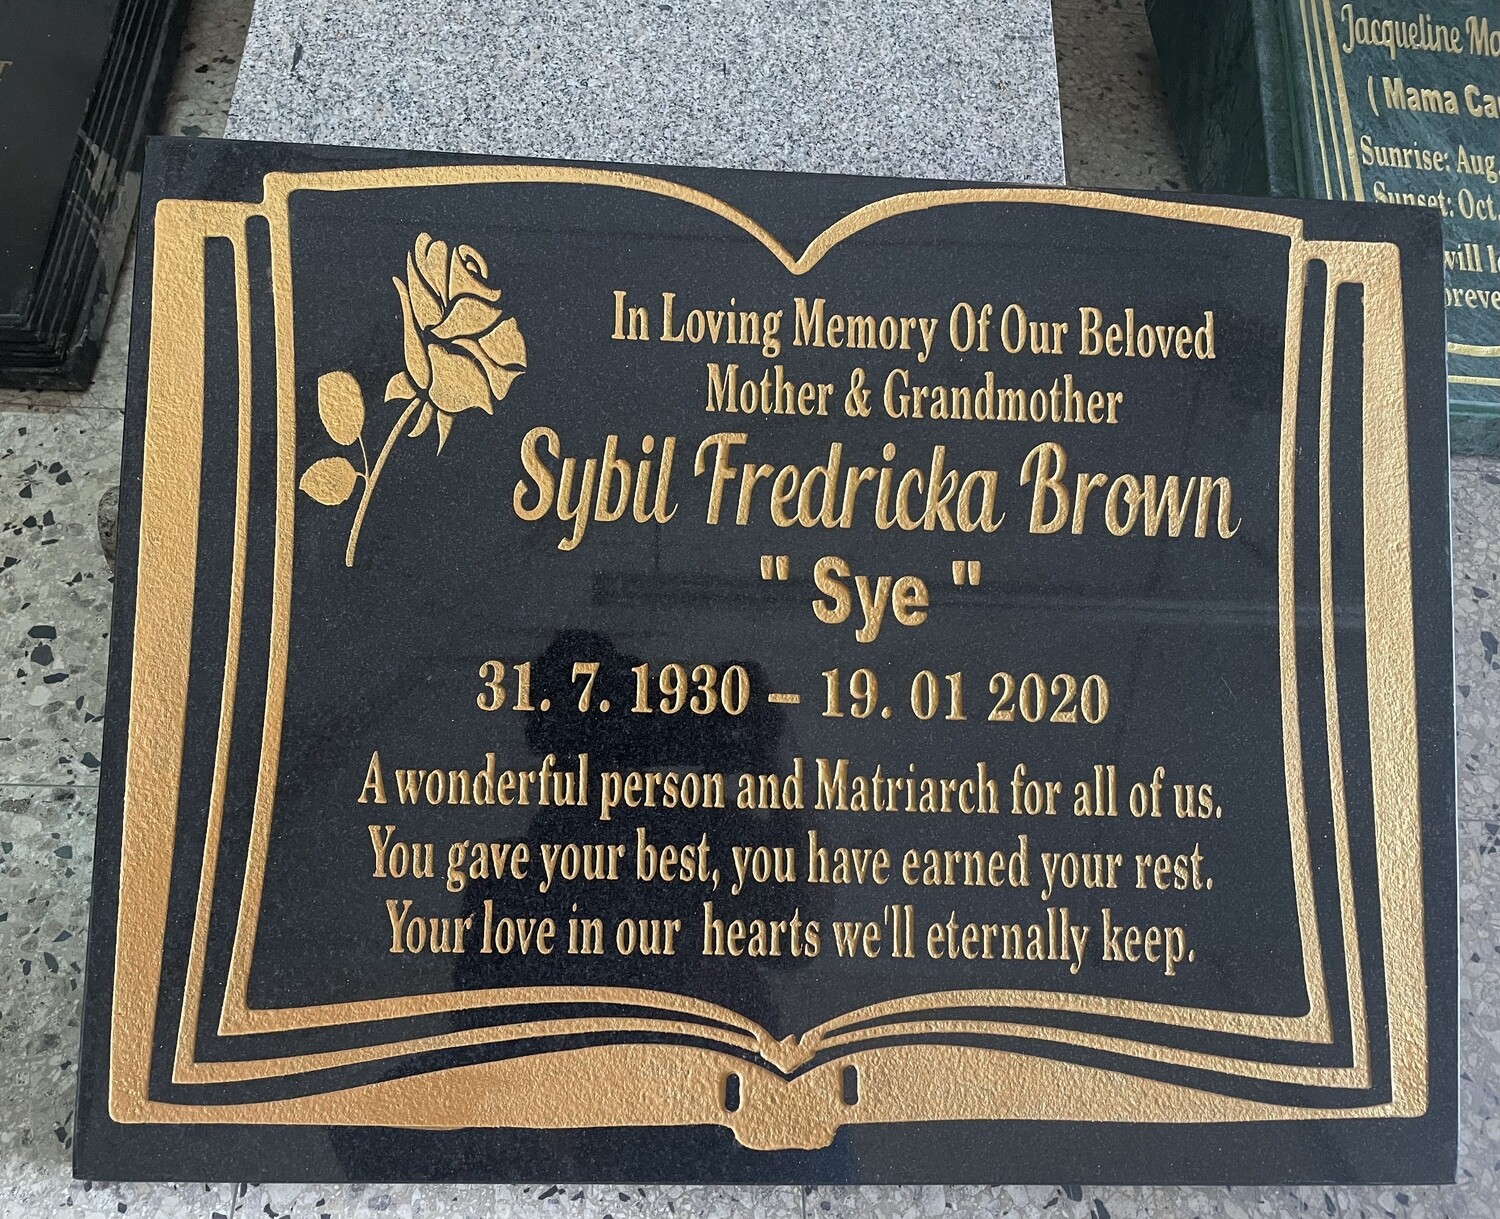 In Loving Memory Of Our Beloved
Mother & Grandmother
Sybil Fredricka Brown
" Sye "
31. 7. 1930 – 19. 01 2020
A wonderful person and Matriarch for all of us.
You gave your best, you have earned your rest.
Your love in our hearts we'll eternally keep.
Jacqueline
( Mama
Sunrise: Aug
Sunset: Oct
will